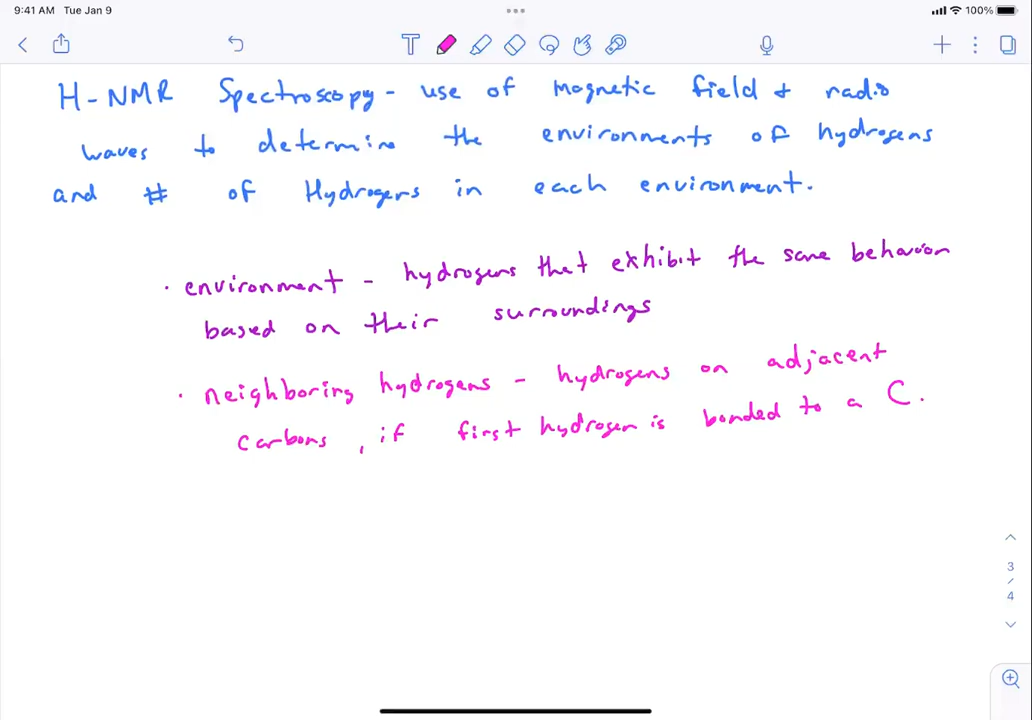 9:41 AM Tue Jan 9
100%
H-NMR Spectroscopy - use of magnetic field + radio
waves to determine the environments of hydrogens
and # of Hydrogens in each environment.
· environment - hydrogens that exhibit the same behavior
based on their surroundings
· neighboring hydrogens - hydrogens on adjacent
carbons, if first hydrogen is bonded to a C.
3
/
4